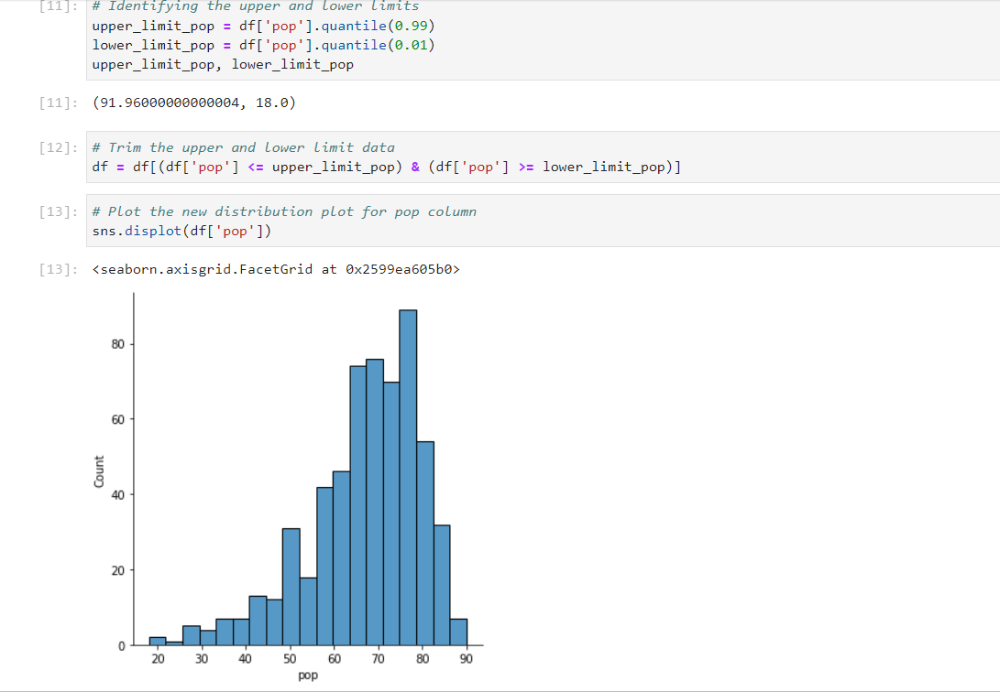 [11]: # Identifying the upper and lower limits
upper_limit_pop = df['pop'].quantile(0.99)
lower_limit_pop = df['pop'].quantile(0.01)
upper_limit_pop, lower_limit_pop
[11]: (91.96000000000004, 18.0)
[12]: # Trim the upper and lower limit data
df = df[(df['pop'] <= upper_limit_pop) & (df['pop'] >= lower_limit_pop)]
[13]: # Plot the new distribution plot for pop column
sns.displot(df['pop'])
[13]: <seaborn.axisgrid.FacetGrid at 0x2599ea605b0>
80
60
Count
40
20
0
20 30 40 50 60 70 80 90
pop